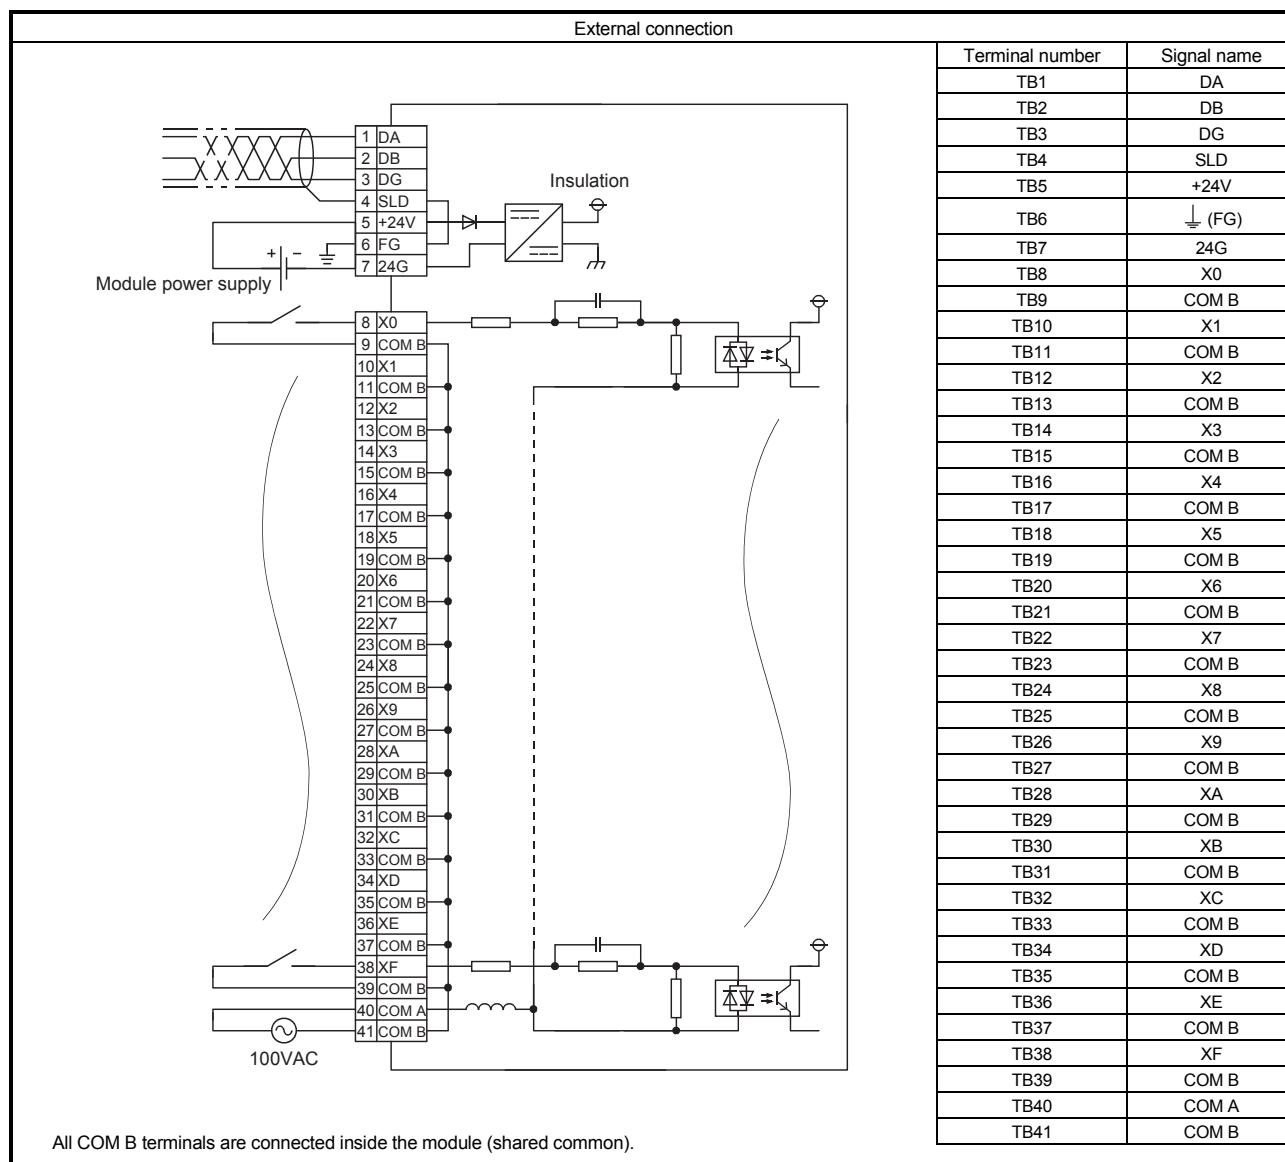 External connection
1 DA
2 DB
3 DG
4 SLD
5 +24V
6 FG
7 24G
Insulation
+ -
Module power supply
8 X0
9 COM B
10 X1
11 COM B
12 X2
13 COM B
14 X3
15 COM B
16 X4
17 COM B
18 X5
19 COM B
20 X6
21 COM B
22 X7
23 COM B
24 X8
25 COM B
26 X9
27 COM B
28 XA
29 COM B
30 XB
31 COM B
32 XC
33 COM B
34 XD
35 COM B
36 XE
37 COM B
38 XF
39 COM B
40 COM A
41 COM B
100VAC
All COM B terminals are connected inside the module (shared common).
Terminal number Signal name
TB1 DA
TB2 DB
TB3 DG
TB4 SLD
TB5 +24V
TB6 (FG)
TB7 24G
TB8 X0
TB9 COM B
TB10 X1
TB11 COM B
TB12 X2
TB13 COM B
TB14 X3
TB15 COM B
TB16 X4
TB17 COM B
TB18 X5
TB19 COM B
TB20 X6
TB21 COM B
TB22 X7
TB23 COM B
TB24 X8
TB25 COM B
TB26 X9
TB27 COM B
TB28 XA
TB29 COM B
TB30 XB
TB31 COM B
TB32 XC
TB33 COM B
TB34 XD
TB35 COM B
TB36 XE
TB37 COM B
TB38 XF
TB39 COM B
TB40 COM A
TB41 COM B